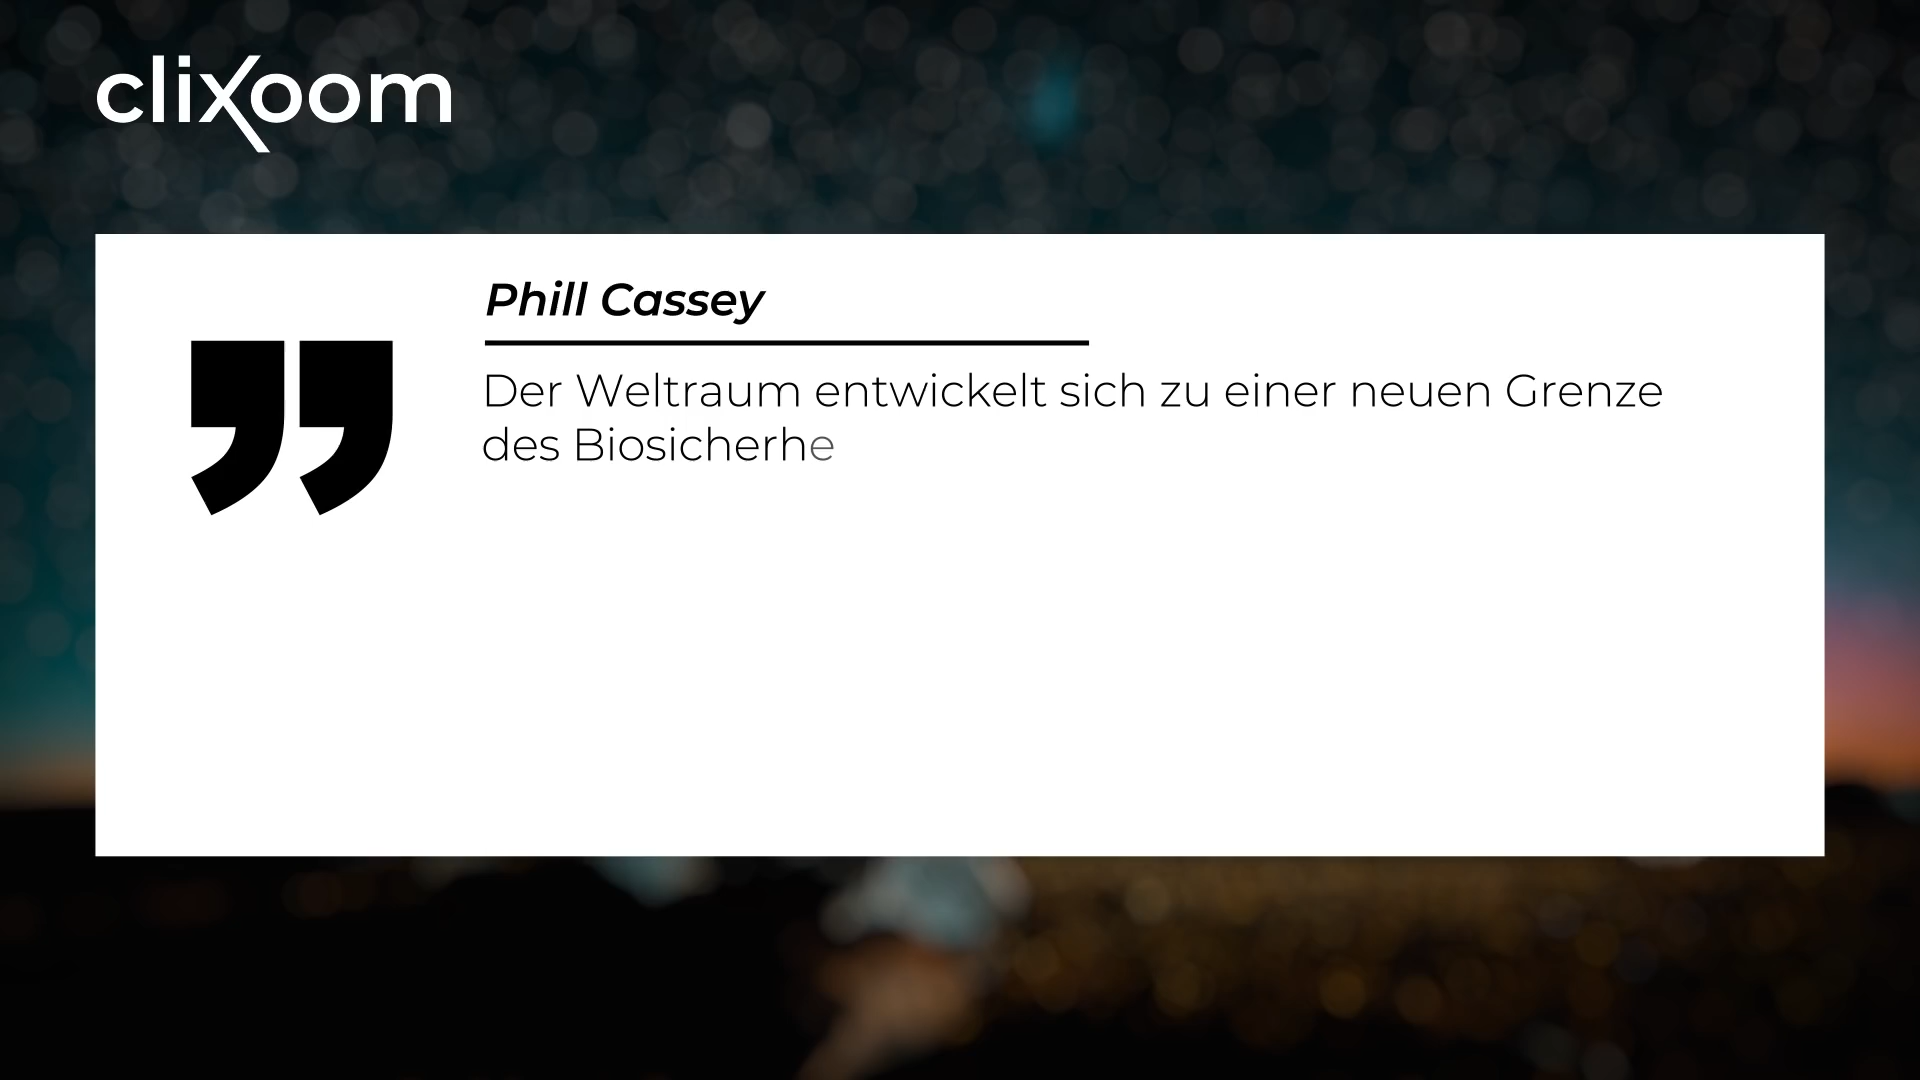 clixoom
Phill Cassey
Der Weltraum entwickelt sich zu einer neuen Grenze
des Biosicherhe